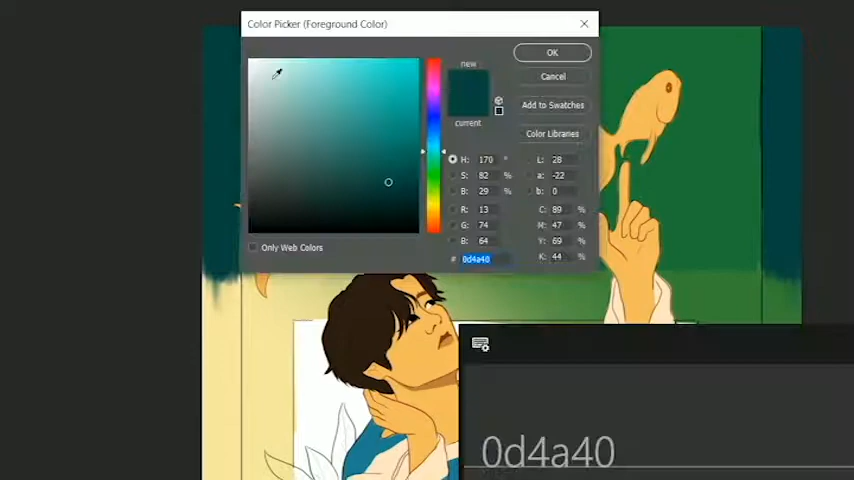 Color Picker (Foreground Color)
new
current
OK
Cancel
Add to Swatches
Color Libraries
H: 170 °
S: 82 %
B: 29 %
R: 13
G: 74
B: 64
# 0d4a40
L: 28
a: -22
b: 0
C: 89 %
M: 47 %
Y: 69 %
K: 44 %
Only Web Colors
0d4a40